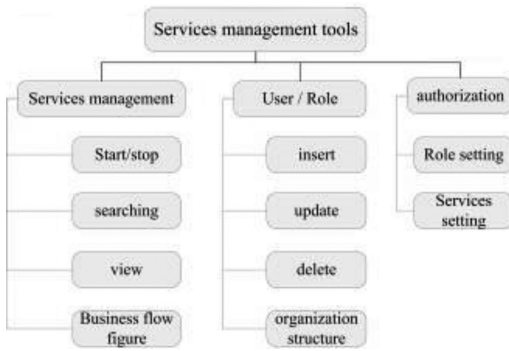 Services management tools
Services management
User / Role
authorization
Start/stop
insert
Role setting
searching
update
Services
setting
view
delete
Business flow
figure
organization
structure